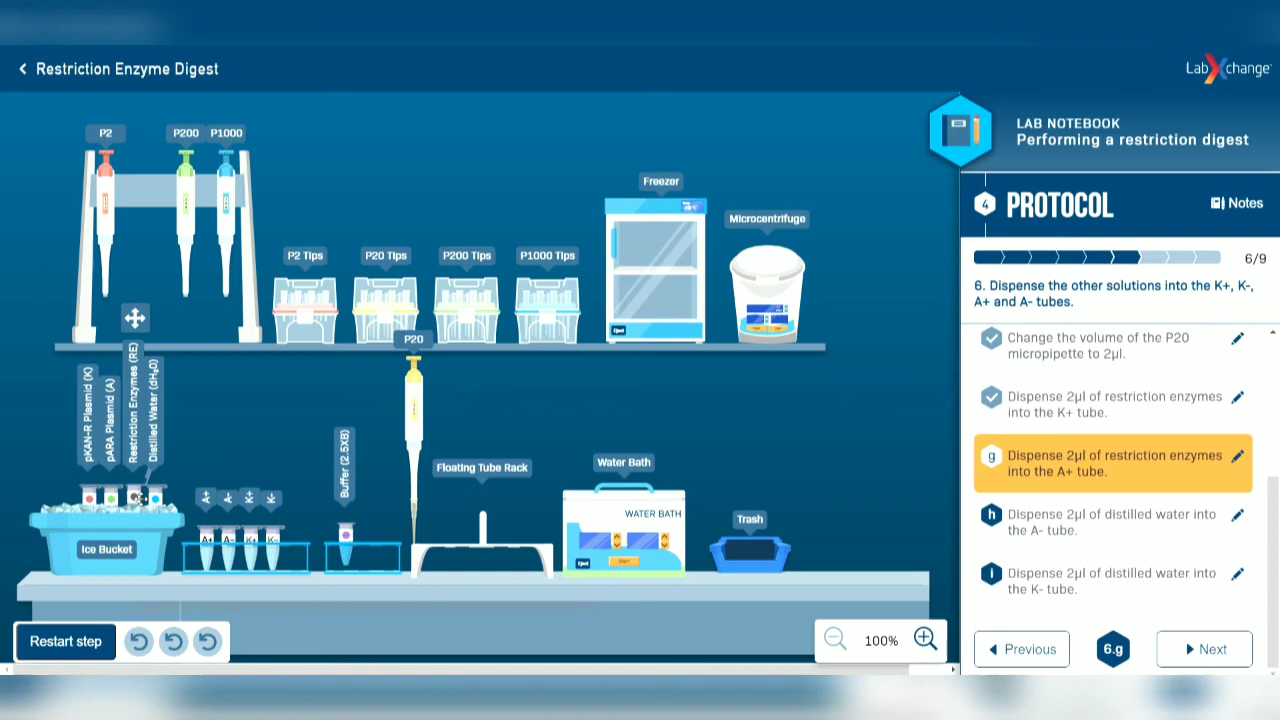 Restriction Enzyme Digest
LabXchange
LAB NOTEBOOK
Performing a restriction digest
4 PROTOCOL
Notes
6/9
6. Dispense the other solutions into the K+, K-,
A+ and A- tubes.
Change the volume of the P20
micropipette to 2µl.
Dispense 2µl of restriction enzymes
into the K+ tube.
g Dispense 2µl of restriction enzymes
into the A+ tube.
h Dispense 2µl of distilled water into
the A- tube.
i Dispense 2µl of distilled water into
the K- tube.
Previous
6.g
Next
P2
P200
P1000
Freezer
Microcentrifuge
P2 Tips
P20 Tips
P200 Tips
P1000 Tips
P20
pKAN-R Plasmid (K)
pARA Plasmid (A)
Restriction Enzymes (RE)
Distilled Water (dH₂0)
A+
A-
K+
K-
Buffer (2.5XB)
Floating Tube Rack
Water Bath
WATER BATH
Start
Trash
Ice Bucket
A+
A-
K+
K-
Restart step
100%